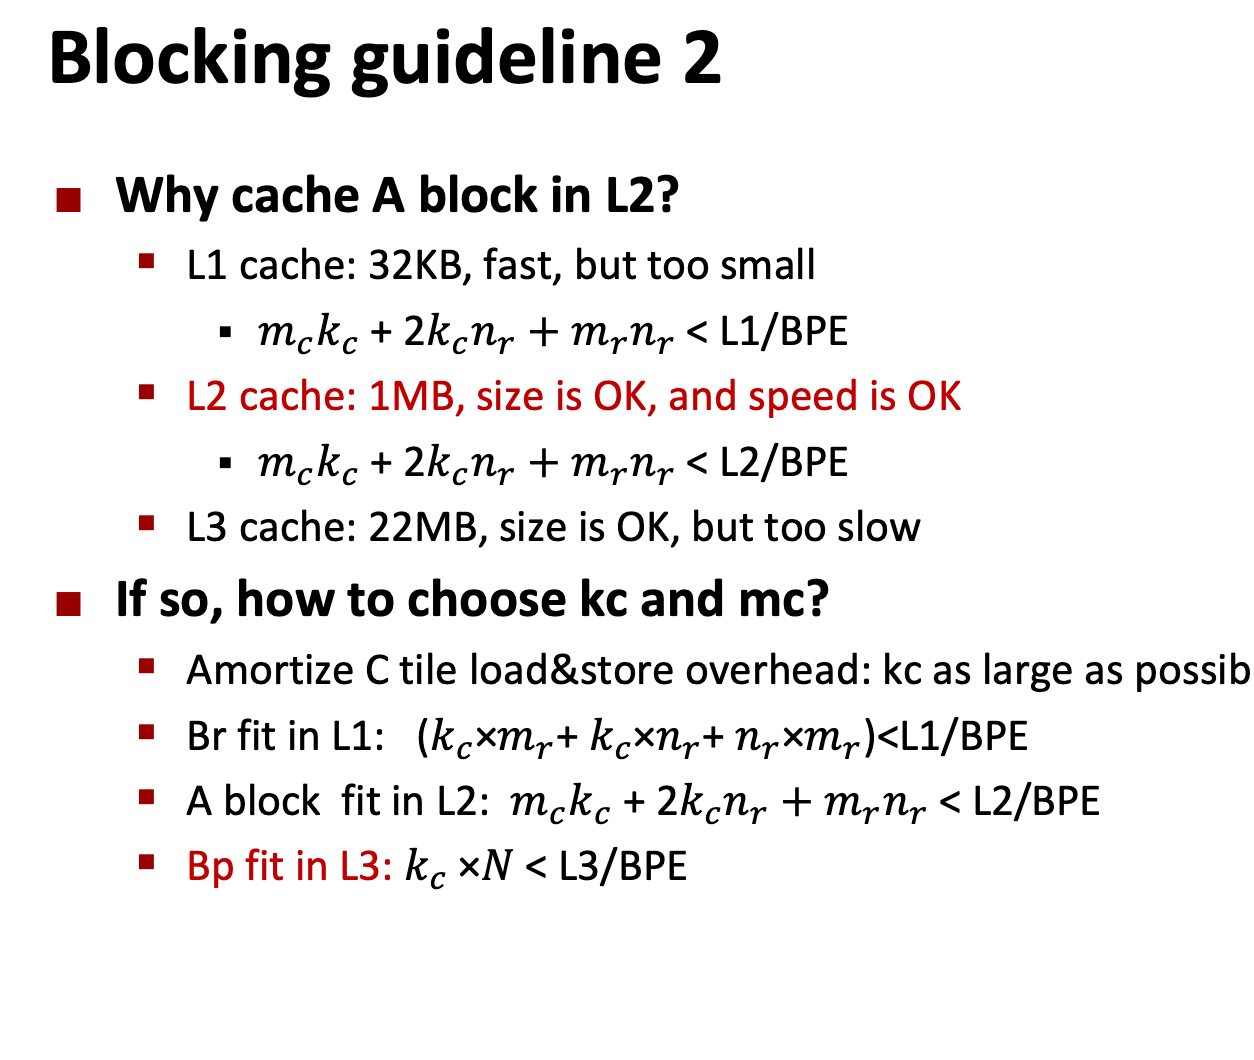 Blocking guideline 2
Why cache A block in L2?
L1 cache: 32KB, fast, but too small
m_c k_c + 2k_c n_r + m_r n_r < L1/BPE
L2 cache: 1MB, size is OK, and speed is OK
m_c k_c + 2k_c n_r + m_r n_r < L2/BPE
L3 cache: 22MB, size is OK, but too slow
If so, how to choose kc and mc?
Amortize C tile load&store overhead: kc as large as possib
Br fit in L1: (k_c×m_r+ k_c×n_r+ n_r×m_r)<L1/BPE
A block fit in L2: m_c k_c + 2k_c n_r + m_r n_r < L2/BPE
Bp fit in L3: k_c ×N < L3/BPE